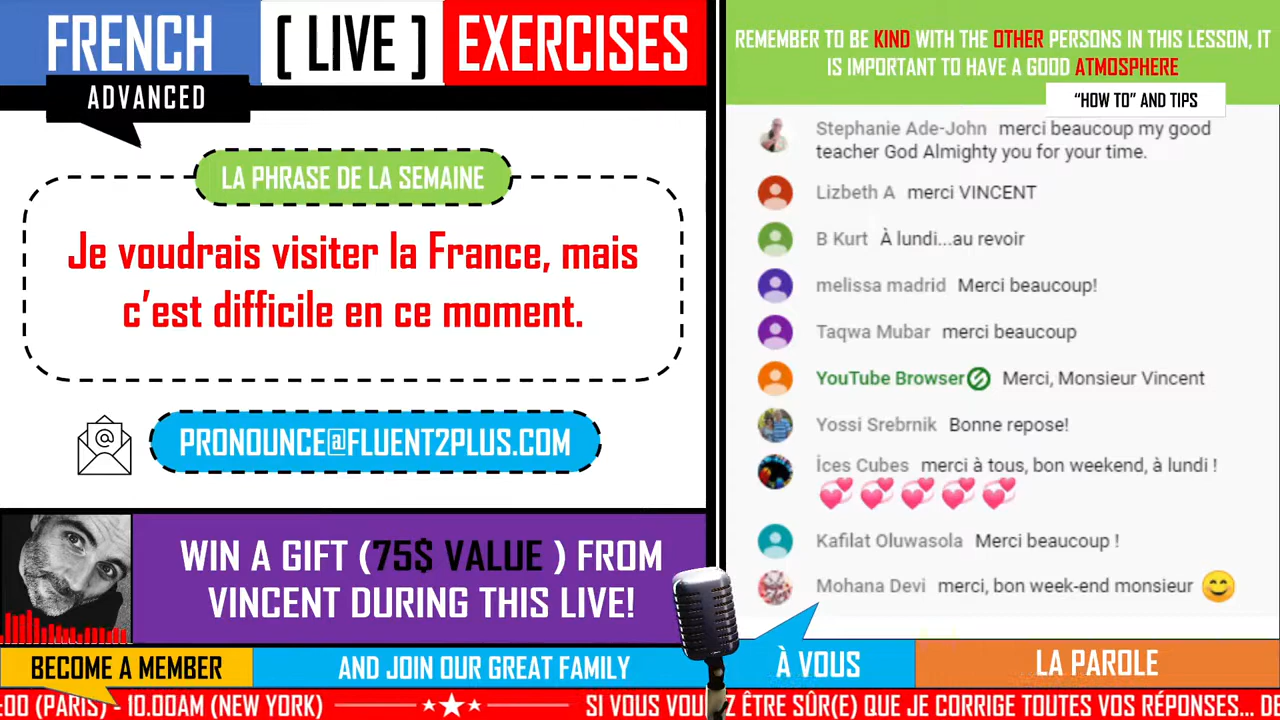 FRENCH [ LIVE ] EXERCISES
ADVANCED
LA PHRASE DE LA SEMAINE
Je voudrais visiter la France, mais
c’est difficile en ce moment.
@
PRONOUNCE@FLUENT2PLUS.COM
WIN A GIFT (75$ VALUE ) FROM
VINCENT DURING THIS LIVE!
BECOME A MEMBER
AND JOIN OUR GREAT FAMILY
REMEMBER TO BE KIND WITH THE OTHER PERSONS IN THIS LESSON, IT
IS IMPORTANT TO HAVE A GOOD ATMOSPHERE
“HOW TO” AND TIPS
Stephanie Ade-John merci beaucoup my good
teacher God Almighty you for your time.
Lizbeth A merci VINCENT
B Kurt À lundi...au revoir
melissa madrid Merci beaucoup!
Taqwa Mubar merci beaucoup
YouTube Browser Merci, Monsieur Vincent
Yossi Srebrnik Bonne repose!
İces Cubes merci à tous, bon weekend, à lundi !
Kafilat Oluwasola Merci beaucoup !
Mohana Devi merci, bon week-end monsieur
À VOUS
LA PAROLE
:00 (PARIS) - 10.00AM (NEW YORK) SI VOUS VOU Z ÊTRE SÛR(E) QUE JE CORRIGE TOUTES VOS RÉPONSES... DE